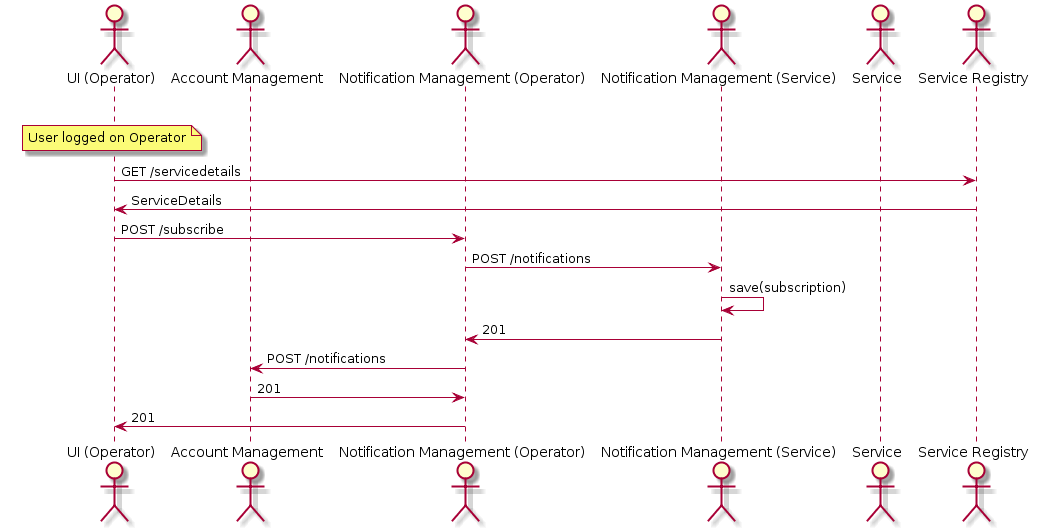 UI (Operator)
Account Management
Notification Management (Operator)
Notification Management (Service)
Service
Service Registry
User logged on Operator
GET /servicedetails
ServiceDetails
POST /subscribe
POST /notifications
save(subscription)
201
POST /notifications
201
201
UI (Operator)
Account Management
Notification Management (Operator)
Notification Management (Service)
Service
Service Registry